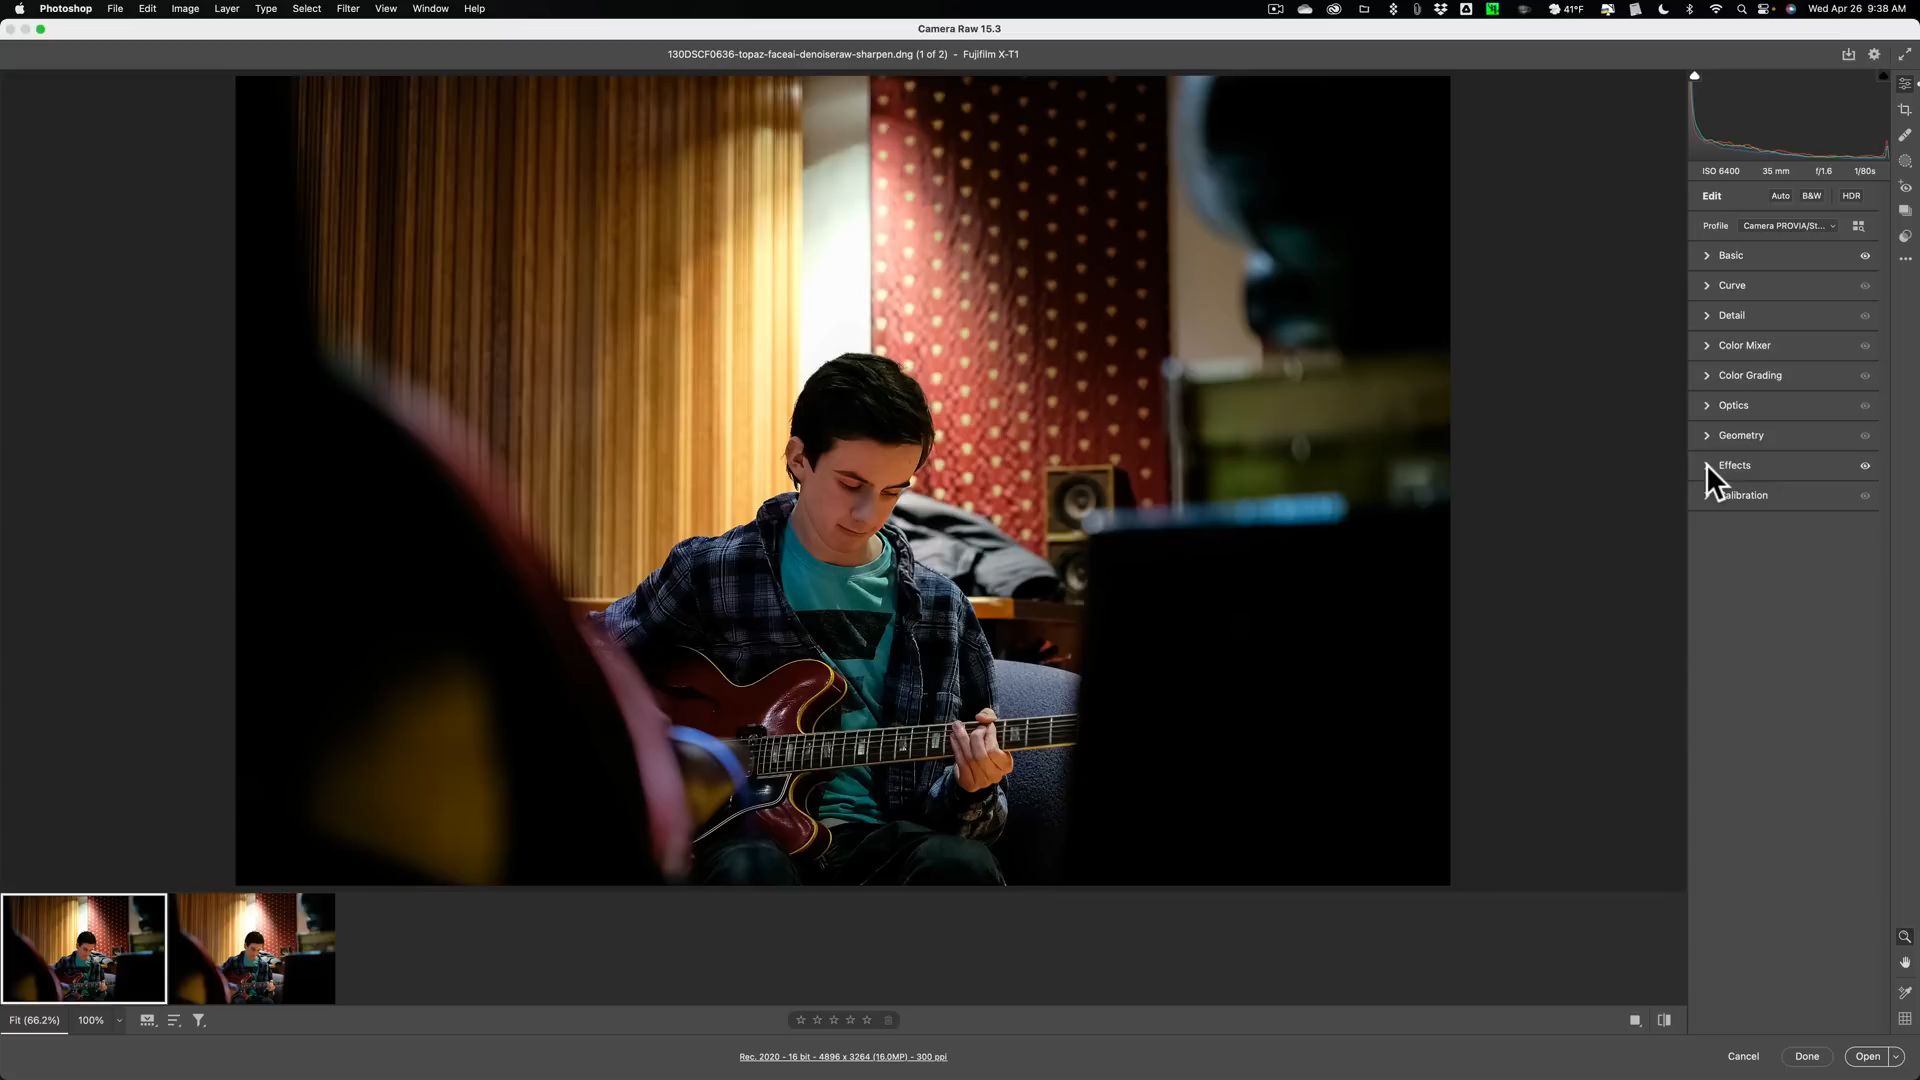 Photoshop File Edit Image Layer Type Select Filter View Window Help 41°F Wed Apr 26 9:38 AM
Camera Raw 15.3
130DSCF0636-topaz-faceai-denoiseraw-sharpen.dng (1 of 2) - Fujifilm X-T1
ISO 6400 35 mm f/1.6 1/80s
Edit Auto B&W HDR
Profile Camera PROVIA/St...
Basic
Curve
Detail
Color Mixer
Color Grading
Optics
Geometry
Effects
alibration
Fit (66.2%) 100%
Rec. 2020 - 16 bit - 4896 x 3264 (16.0MP) - 300 ppi
Cancel Done Open